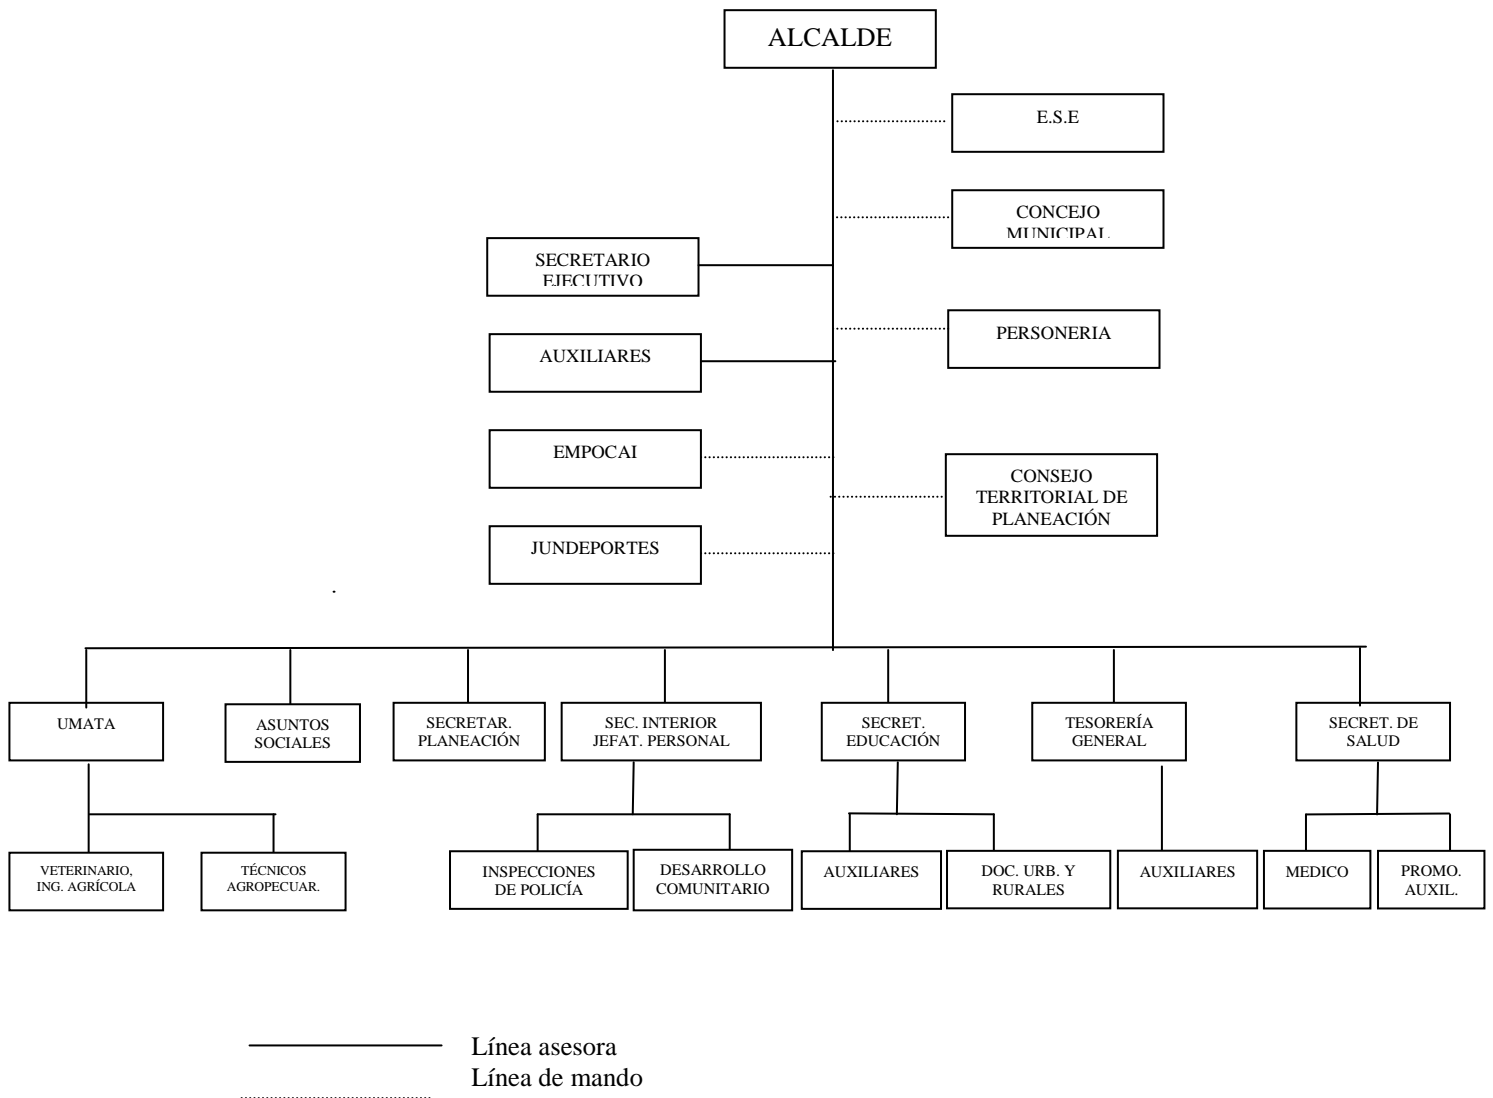 ALCALDE
E.S.E
CONCEJO
MUNICIPAL
SECRETARIO
EJECUTIVO
PERSONERIA
AUXILIARES
EMPOCAI
CONSEJO
TERRITORIAL DE
PLANEACIÓN
JUNDEPORTES
.
UMATA
ASUNTOS
SOCIALES
SECRETAR.
PLANEACIÓN
SEC. INTERIOR
JEFAT. PERSONAL
SECRET.
EDUCACIÓN
TESORERÍA
GENERAL
SECRET. DE
SALUD
VETERINARIO,
ING. AGRÍCOLA
TÉCNICOS
AGROPECUAR.
INSPECCIONES
DE POLICÍA
DESARROLLO
COMUNITARIO
AUXILIARES
DOC. URB. Y
RURALES
AUXILIARES
MEDICO
PROMO.
AUXIL.
Línea asesora
Línea de mando